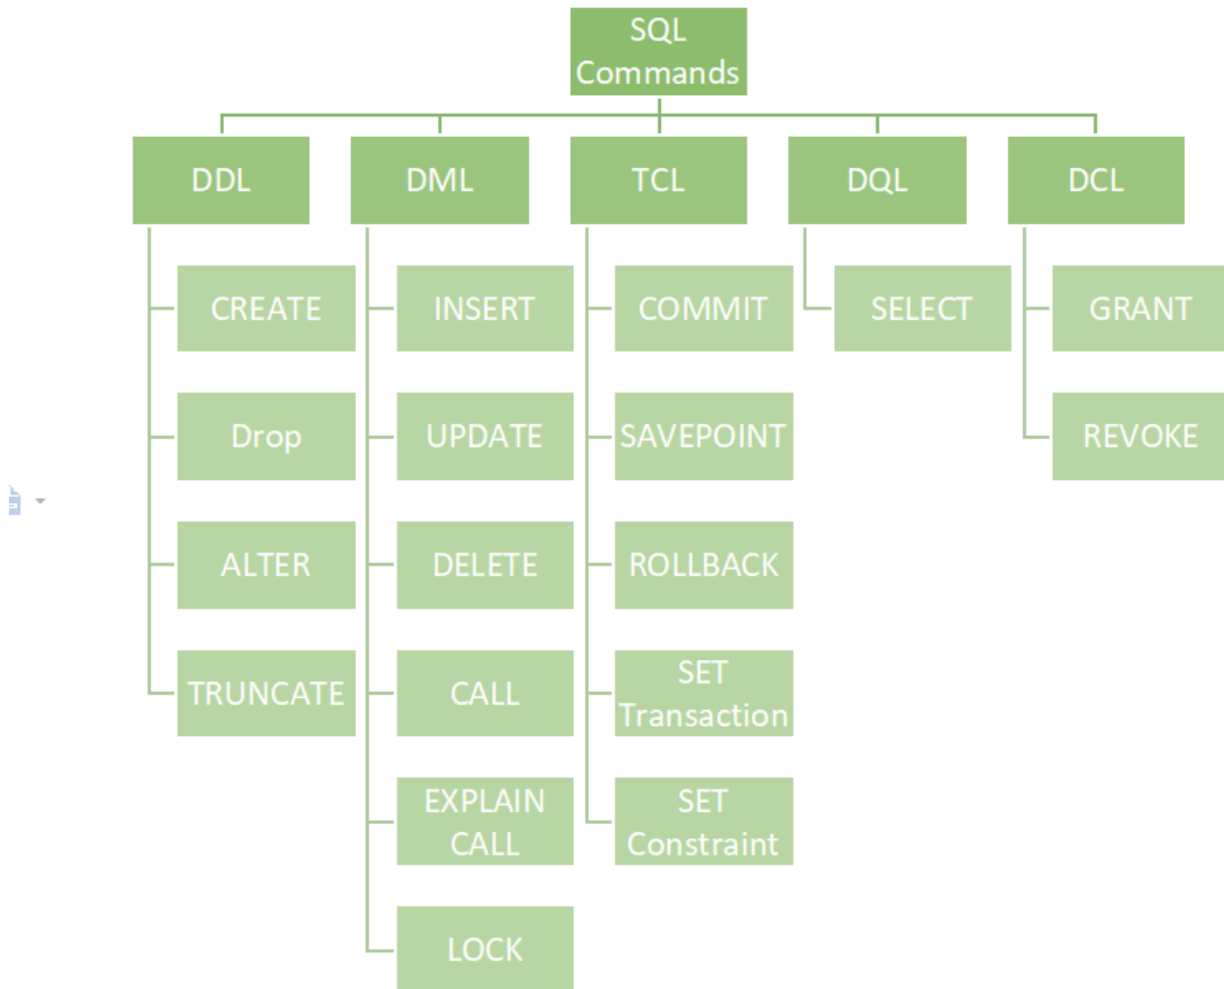 SQL
Commands
DDL
DML
TCL
DQL
DCL
CREATE
INSERT
COMMIT
SELECT
GRANT
Drop
UPDATE
SAVEPOINT
REVOKE
ALTER
DELETE
ROLLBACK
TRUNCATE
CALL
SET
Transaction
EXPLAIN
CALL
SET
Constraint
LOCK